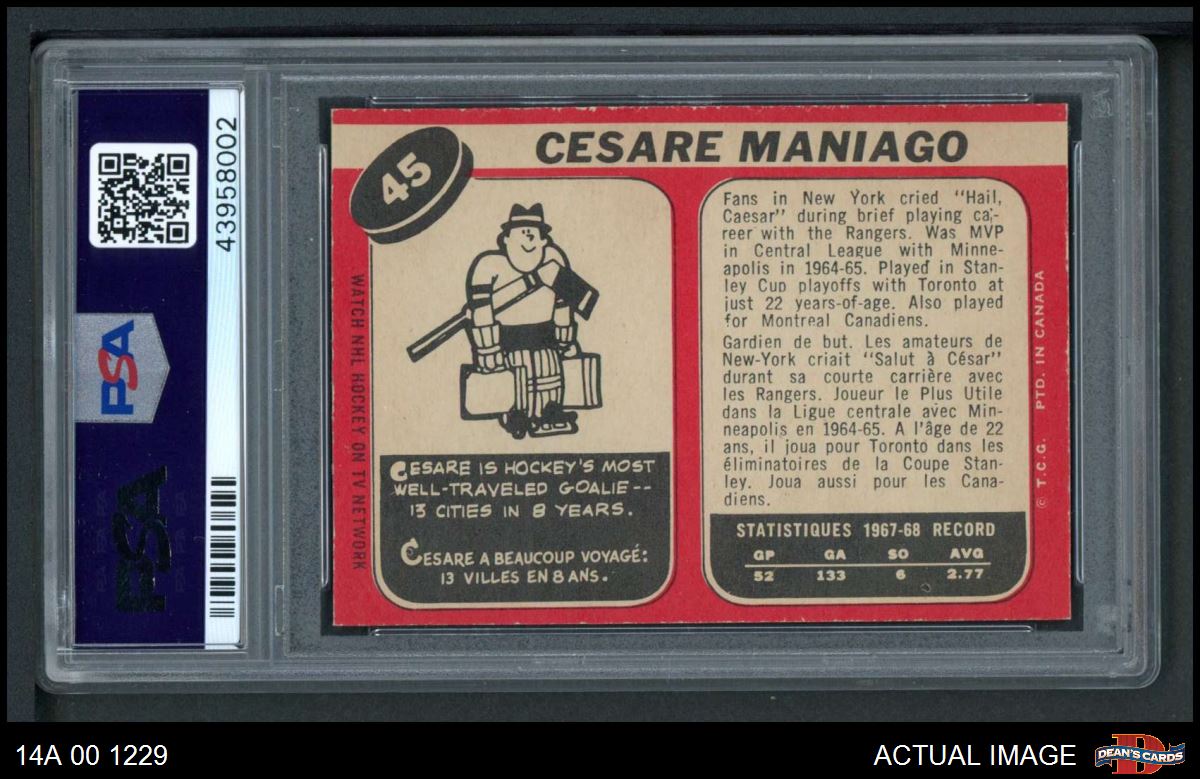 43958002
PSA
PSA
45
CESARE MANIAGO
WATCH NHL HOCKEY ON TV NETWORK
CESARE IS HOCKEY'S MOST
WELL-TRAVELED GOALIE--
13 CITIES IN 8 YEARS.
CESARE A BEAUCOUP VOYAGÉ:
13 VILLES EN 8 ANS.
Fans in New York cried "Hail,
Caesar" during brief playing ca-
reer with the Rangers. Was MVP
in Central League with Minne-
apolis in 1964-65. Played in Stan-
ley Cup playoffs with Toronto at
just 22 years-of-age. Also played
for Montreal Canadiens.
Gardien de but. Les amateurs de
New-York criait "Salut à César"
durant sa courte carrière avec
les Rangers. Joueur le Plus Utile
dans la Ligue centrale avec Min-
neapolis en 1964-65. A l'âge de 22
ans, il joua pour Toronto dans les
éliminatoires de la Coupe Stan-
ley. Joua aussi pour les Cana-
diens.
STATISTIQUES 1967-68 RECORD
GP GA SO AVG
52 133 6 2.77
© T.C.G. PTD. IN CANADA
14A 00 1229
ACTUAL IMAGE
DEAN'S CARDS